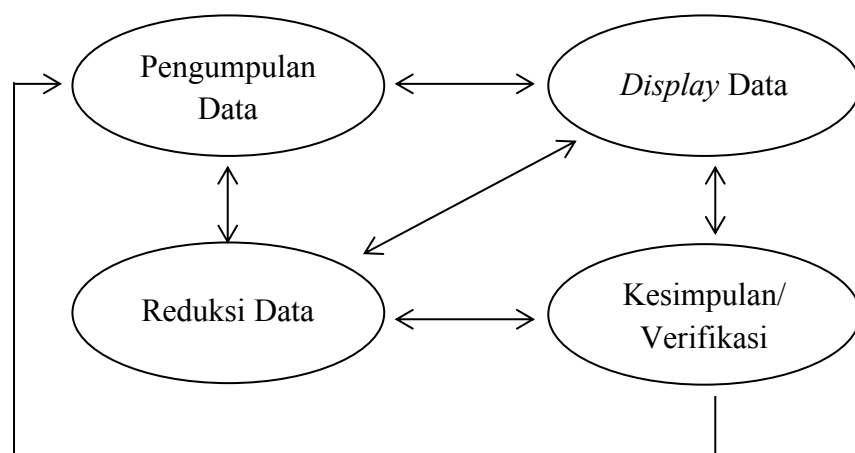 Pengumpulan
Data
Display Data
Reduksi Data
Kesimpulan/
Verifikasi